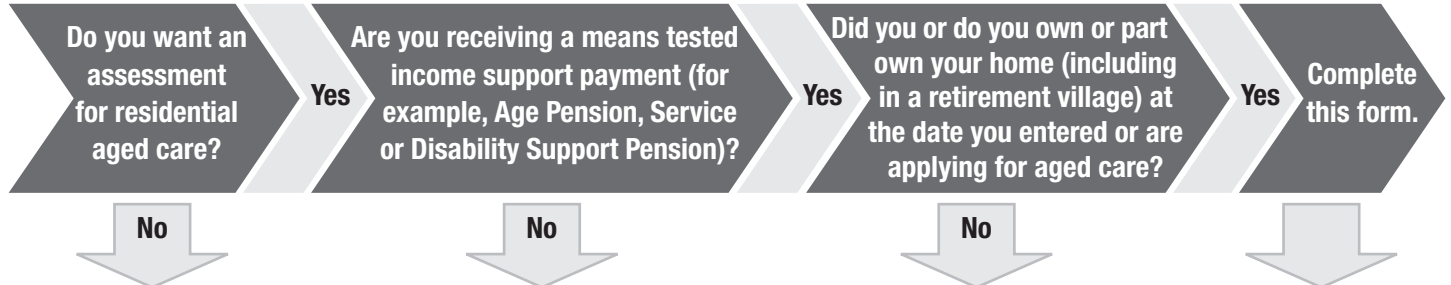 Do you want an
assessment
for residential
aged care?
Yes
Are you receiving a means tested
income support payment (for
example, Age Pension, Service
or Disability Support Pension)?
Yes
Did you or do you own or part
own your home (including
in a retirement village) at
the date you entered or are
applying for aged care?
Yes
Complete
this form.
No
No
No